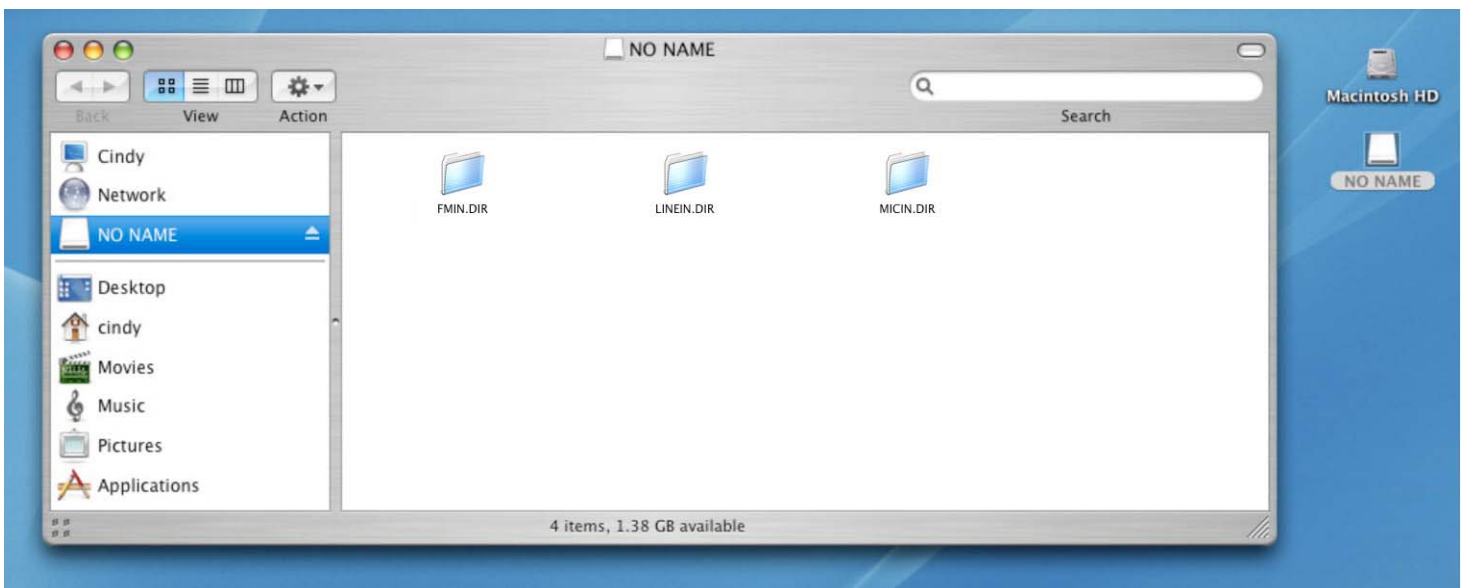 NO NAME
Back View Action Search
Cindy
Network
NO NAME
Desktop
cindy
Movies
Music
Pictures
Applications
FMIN.DIR LINEIN.DIR MICIN.DIR
4 items, 1.38 GB available
Macintosh HD
NO NAME